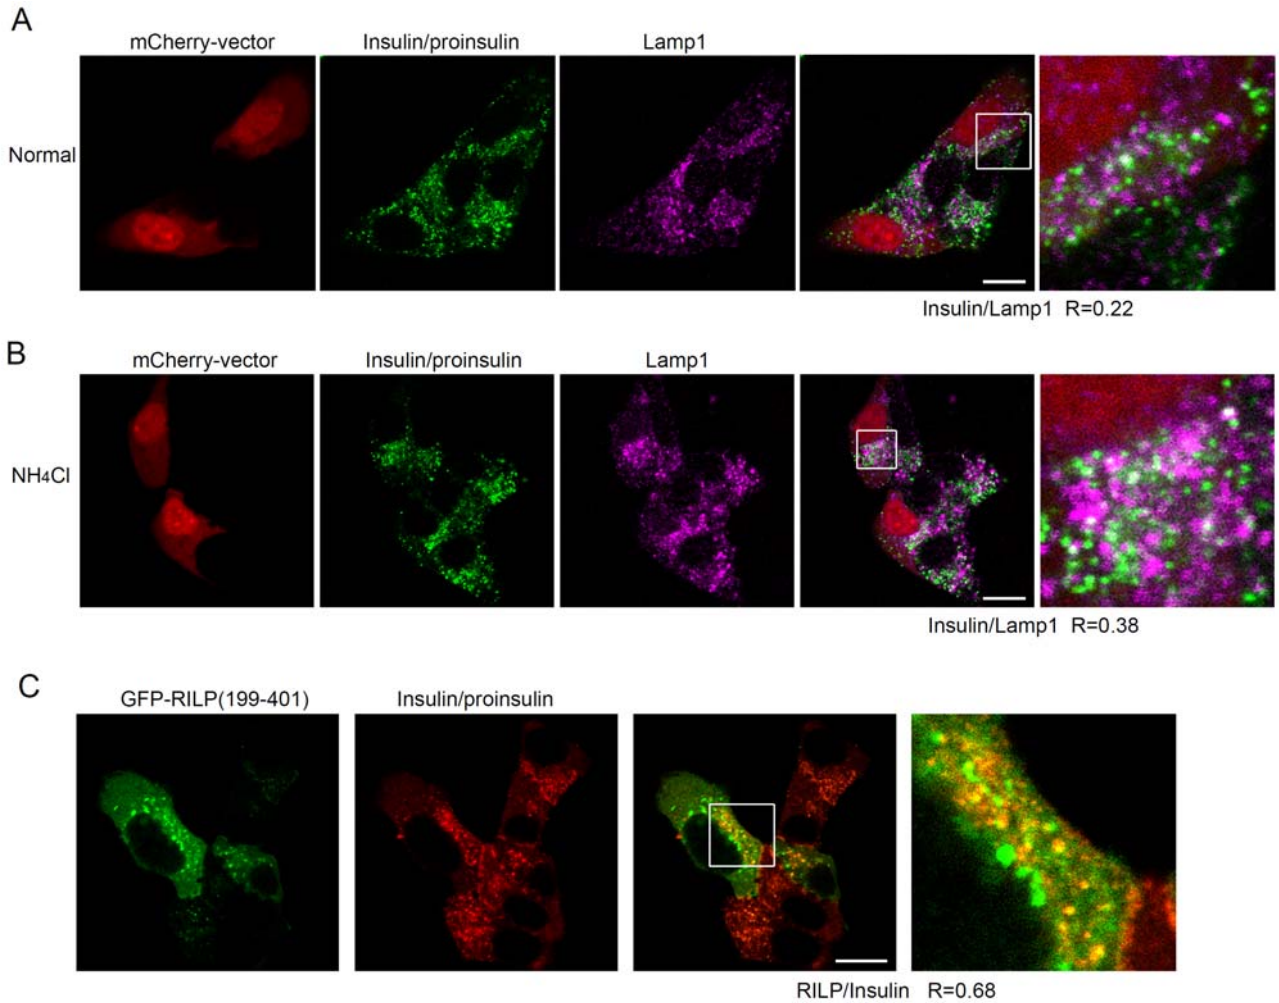 A
mCherry-vector Insulin/proinsulin Lamp1
Normal
Insulin/Lamp1 R=0.22
B
mCherry-vector Insulin/proinsulin Lamp1
NH4Cl
Insulin/Lamp1 R=0.38
C
GFP-RILP(199-401) Insulin/proinsulin
RILP/Insulin R=0.68